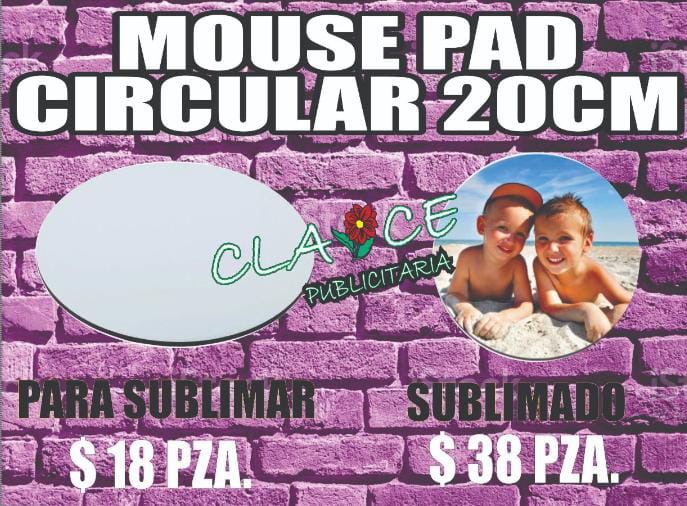 MOUSE PAD
CIRCULAR 20CM
CLA CE
PUBLICITARIA
PARA SUBLIMAR
SUBLIMADO
$ 18 PZA.
$ 38 PZA.